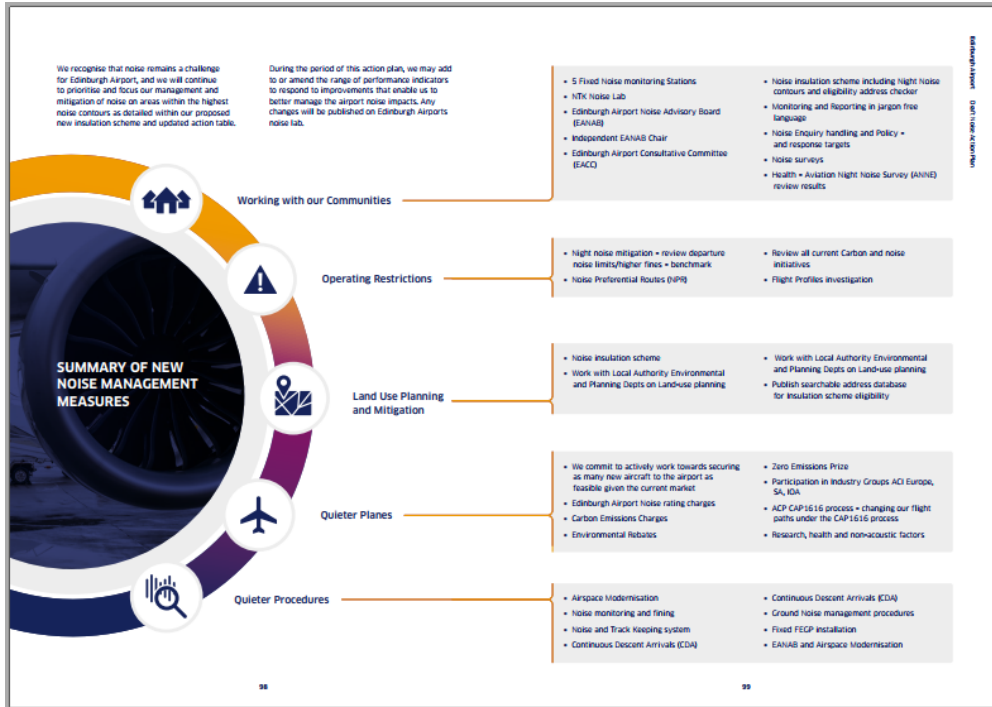 We recognise that noise remains a challenge
for Edinburgh Airport, and we will continue
to prioritise and focus our management and
mitigation of noise on areas within the highest
noise contours as detailed within our proposed
new insulation scheme and updated action table.
During the period of this action plan, we may add
to or amend the range of performance indicators
to respond to improvements that enable us to
better manage the airport noise impacts. Any
changes will be published on Edinburgh Airports
noise lab.
Edinburgh Airport Draft Noise Action Plan
SUMMARY OF NEW
NOISE MANAGEMENT
MEASURES
Working with our Communities
• 5 Fixed Noise monitoring Stations
• NTK Noise Lab
• Edinburgh Airport Noise Advisory Board
(EANAB)
• Independent EANAB Chair
• Edinburgh Airport Consultative Committee
(EACC)
• Noise insulation scheme including Night Noise
contours and eligibility address checker
• Monitoring and Reporting in jargon free
language
• Noise Enquiry handling and Policy -
and response targets
• Noise surveys
• Health - Aviation Night Noise Survey (ANNE)
review results
Operating Restrictions
• Night noise mitigation - review departure
noise limits/higher fines - benchmark
• Noise Preferential Routes (NPR)
• Review all current Carbon and noise
initiatives
• Flight Profiles investigation
Land Use Planning
and Mitigation
• Noise insulation scheme
• Work with Local Authority Environmental
and Planning Depts on Land-use planning
• Work with Local Authority Environmental
and Planning Depts on Land-use planning
• Publish searchable address database
for Insulation scheme eligibility
Quieter Planes
• We commit to actively work towards securing
as many new aircraft to the airport as
feasible given the current market
• Edinburgh Airport Noise rating charges
• Carbon Emissions Charges
• Environmental Rebates
• Zero Emissions Prize
• Participation in Industry Groups ACI Europe,
SA, IOA
• ACP CAP1616 process - changing our flight
paths under the CAP1616 process
• Research, health and non-acoustic factors
Quieter Procedures
• Airspace Modernisation
• Noise monitoring and fining
• Noise and Track Keeping system
• Continuous Descent Arrivals (CDA)
• Continuous Descent Arrivals (CDA)
• Ground Noise management procedures
• Fixed FEGP installation
• EANAB and Airspace Modernisation
98
99